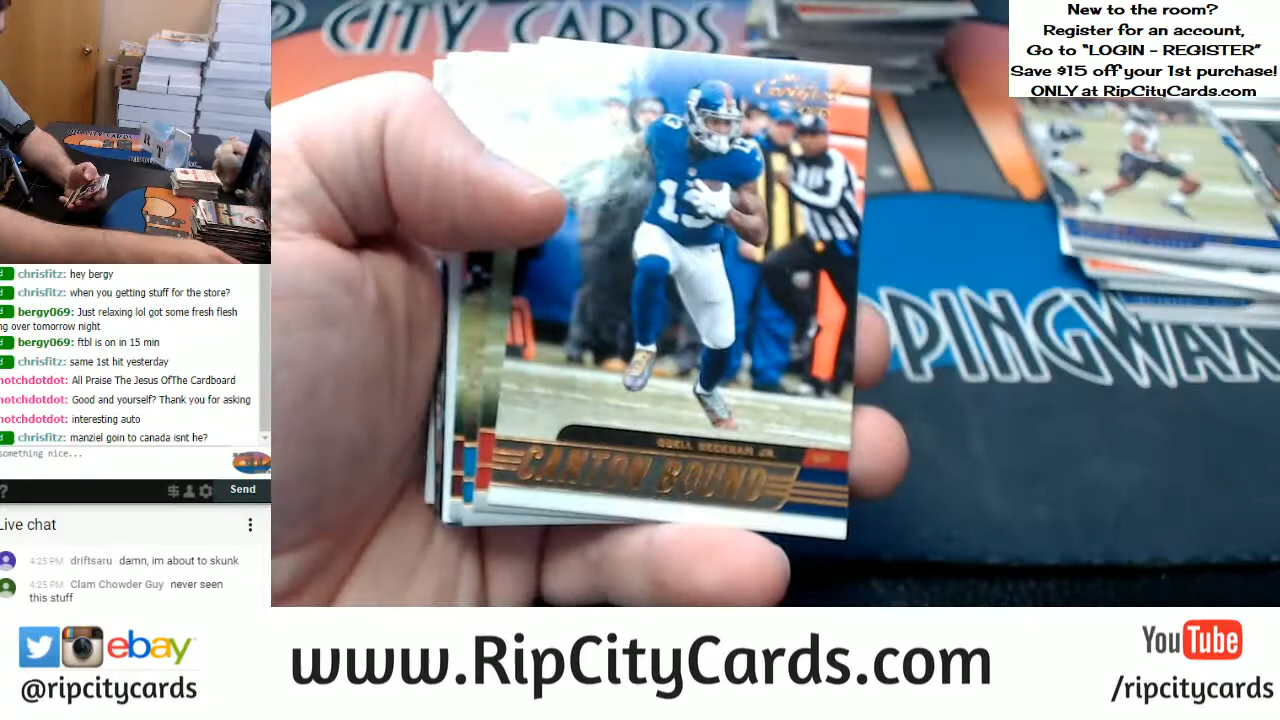 New to the room?
Register for an account,
Go to “LOGIN - REGISTER”
Save $15 off your 1st purchase!
ONLY at RipCityCards.com
CITY CARDS
PINGWAX
13
ODELL BECKHAM JR.
CANTON BOUND
chrisfitz: hey bergy
chrisfitz: when you getting stuff for the store?
bergy069: Just relaxing lol got some fresh flesh
ng over tomorrow night
bergy069: ftbl is on in 15 min
chrisfitz: same 1st hit yesterday
notchdotdot: All Praise The Jesus OfThe Cardboard
notchdotdot: Good and yourself? Thank you for asking
notchdotdot: interesting auto
chrisfitz: manziel goin to canada isnt he?
something nice...
Send
Live chat
4:25 PM driftsaru damn, im about to skunk
4:25 PM Clam Chowder Guy never seen
this stuff
ebay
@ripcitycards
www.RipCityCards.com
YouTube
/ripcitycards